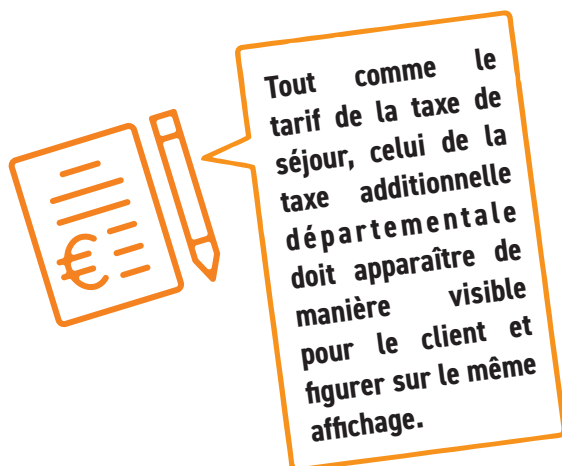 Tout comme le
tarif de la taxe de
séjour, celui de la
taxe additionnelle
départementale
doit apparaître de
manière visible
pour le client et
figurer sur le même
affichage.
€